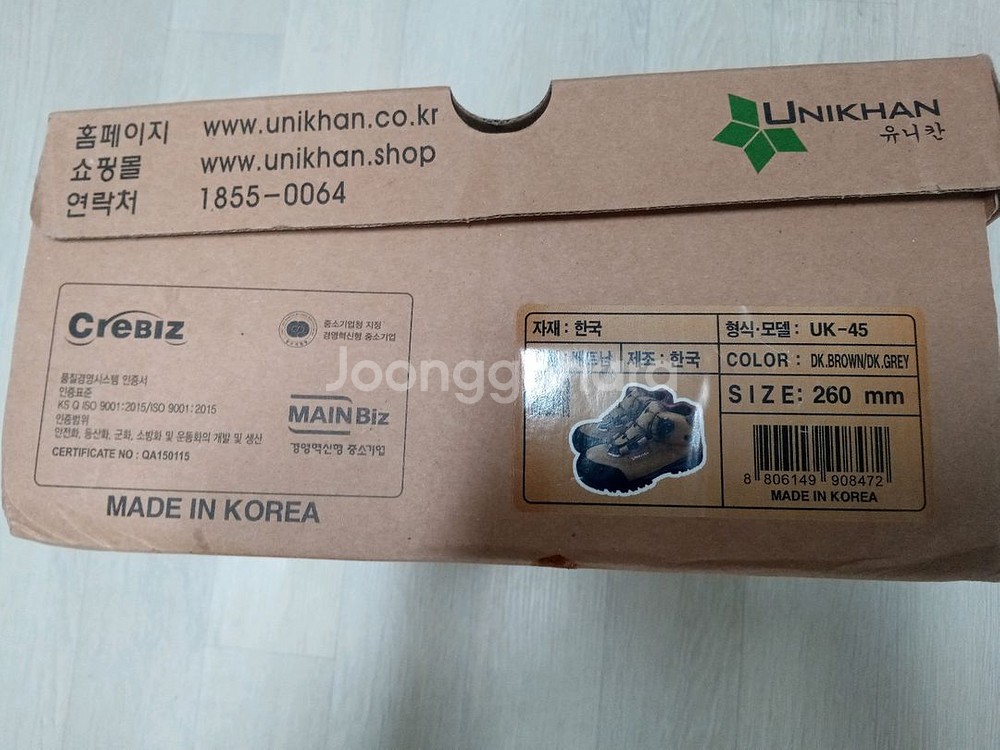 홈페이지 www.unikhan.co.kr
쇼핑몰 www.unikhan.shop
연락처 1855-0064
UNIKHAN
유니칸
CreBIZ
중소기업청 지정
경영혁신형 중소기업
품질경영시스템 인증서
인증표준
KS Q ISO 9001:2015/ISO 9001:2015
인증범위
안전화, 등산화, 군화, 소방화 및 운동화의 개발 및 생산
CERTIFICATE NO : QA150115
MAINBiz
경영혁신형 중소기업
MADE IN KOREA
자재 : 한국
형식·모델 : UK-45
베트남 제조 : 한국
COLOR : DK.BROWN/DK.GREY
SIZE: 260 mm
8 806149 908472
MADE IN KOREA